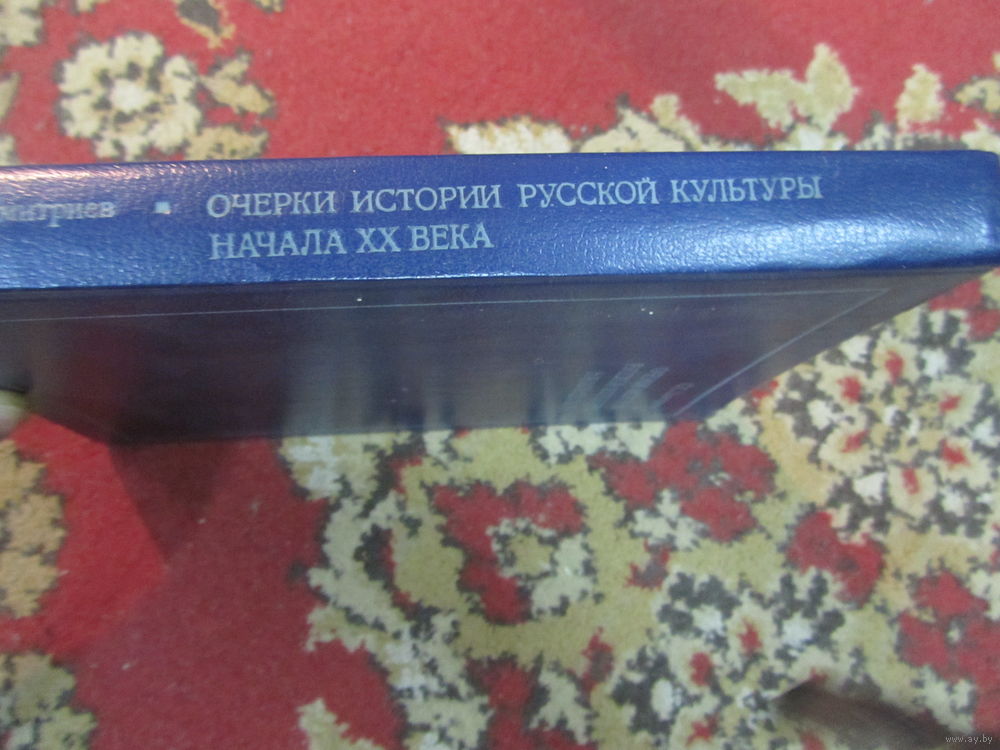 ▪ ОЧЕРКИ ИСТОРИИ РУССКОЙ КУЛЬТУРЫ
НАЧАЛА XX ВЕКА
www.ay.by